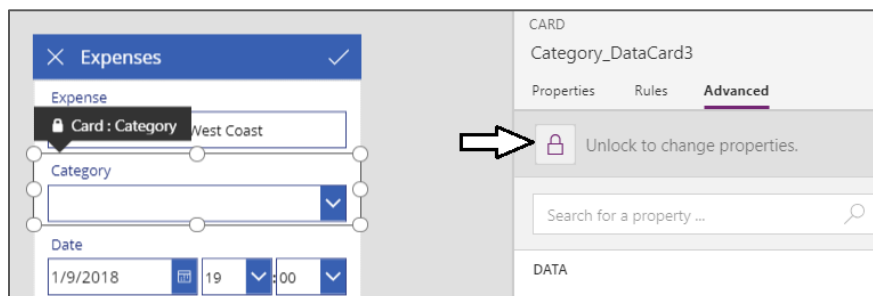 Expenses
Expense
Card : Category
West Coast
Category
Date
1/9/2018
19
:00
CARD
Category_DataCard3
Properties Rules Advanced
Unlock to change properties.
Search for a property ...
DATA